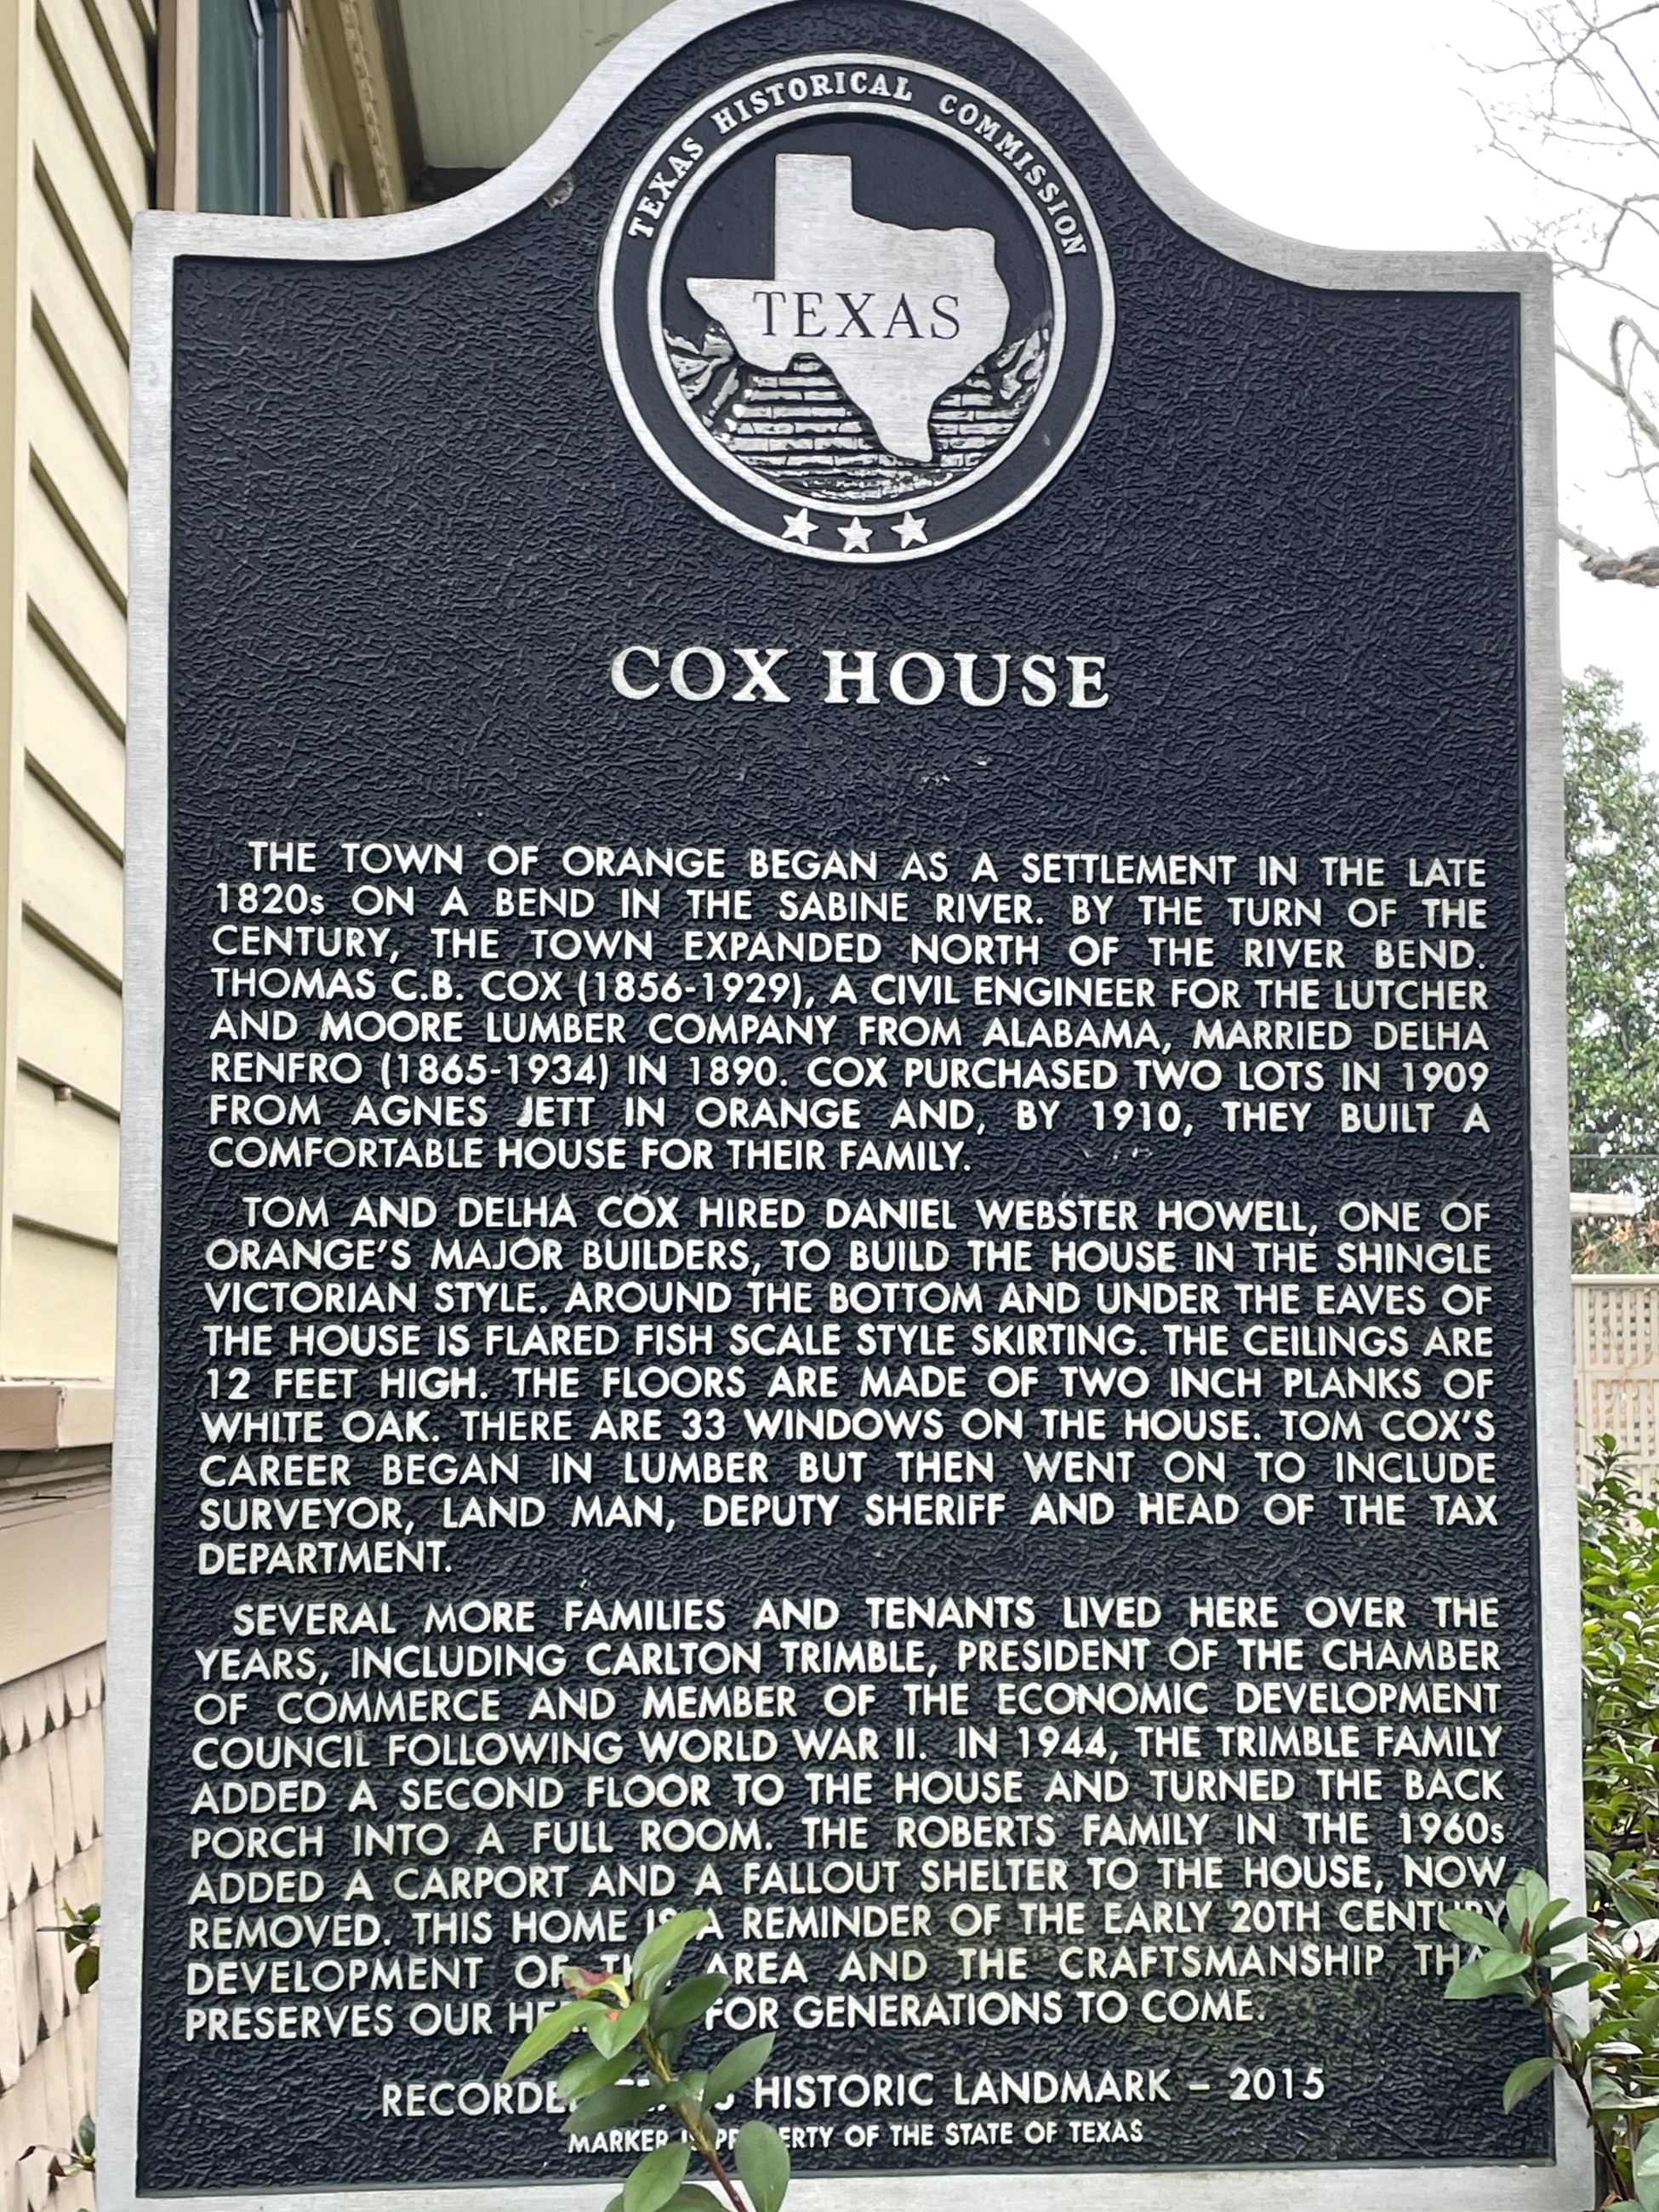 TEXAS HISTORICAL COMMISSION
TEXAS
COX HOUSE
THE TOWN OF ORANGE BEGAN AS A SETTLEMENT IN THE LATE
1820s ON A BEND IN THE SABINE RIVER. BY THE TURN OF THE
CENTURY, THE TOWN EXPANDED NORTH OF THE RIVER BEND.
THOMAS C.B. COX (1856-1929), A CIVIL ENGINEER FOR THE LUTCHER
AND MOORE LUMBER COMPANY FROM ALABAMA, MARRIED DELHA
RENFRO (1865-1934) IN 1890. COX PURCHASED TWO LOTS IN 1909
FROM AGNES JETT IN ORANGE AND, BY 1910, THEY BUILT A
COMFORTABLE HOUSE FOR THEIR FAMILY.
TOM AND DELHA COX HIRED DANIEL WEBSTER HOWELL, ONE OF
ORANGE'S MAJOR BUILDERS, TO BUILD THE HOUSE IN THE SHINGLE
VICTORIAN STYLE. AROUND THE BOTTOM AND UNDER THE EAVES OF
THE HOUSE IS FLARED FISH SCALE STYLE SKIRTING. THE CEILINGS ARE
12 FEET HIGH. THE FLOORS ARE MADE OF TWO INCH PLANKS OF
WHITE OAK. THERE ARE 33 WINDOWS ON THE HOUSE. TOM COX'S
CAREER BEGAN IN LUMBER BUT THEN WENT ON TO INCLUDE
SURVEYOR, LAND MAN, DEPUTY SHERIFF AND HEAD OF THE TAX
DEPARTMENT.
SEVERAL MORE FAMILIES AND TENANTS LIVED HERE OVER THE
YEARS, INCLUDING CARLTON TRIMBLE, PRESIDENT OF THE CHAMBER
OF COMMERCE AND MEMBER OF THE ECONOMIC DEVELOPMENT
COUNCIL FOLLOWING WORLD WAR II. IN 1944, THE TRIMBLE FAMILY
ADDED A SECOND FLOOR TO THE HOUSE AND TURNED THE BACK
PORCH INTO A FULL ROOM. THE ROBERTS FAMILY IN THE 1960s
ADDED A CARPORT AND A FALLOUT SHELTER TO THE HOUSE, NOW
REMOVED. THIS HOME IS A REMINDER OF THE EARLY 20TH CENTURY
DEVELOPMENT OF AREA AND THE CRAFTSMANSHIP THAT
PRESERVES OUR FOR GENERATIONS TO COME.
RECORDED TEXAS HISTORIC LANDMARK – 2015
MARKER IS PROPERTY OF THE STATE OF TEXAS